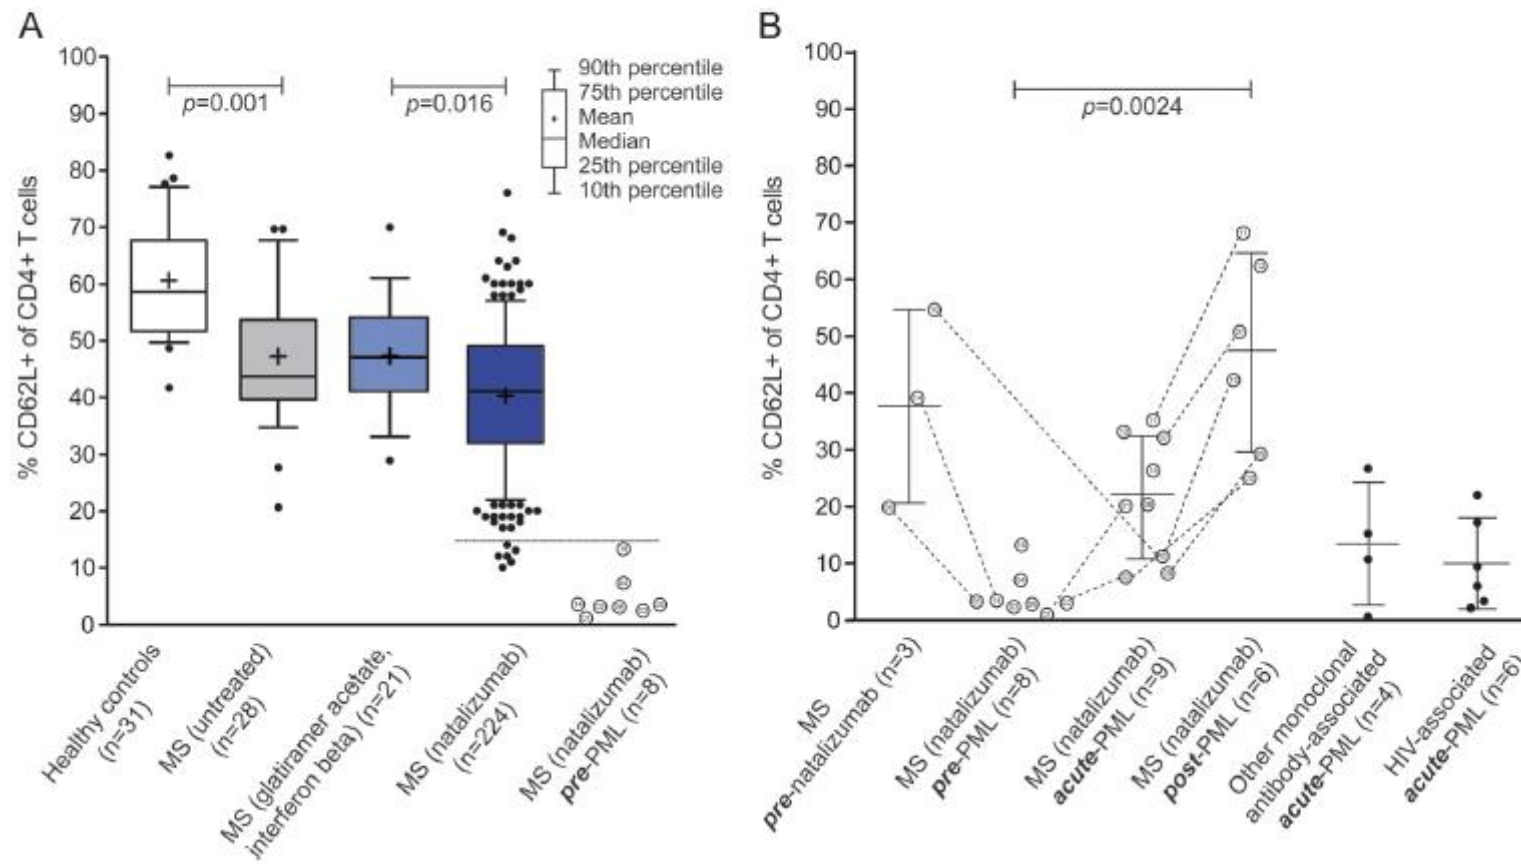 A
% CD62L+ of CD4+ T cells
100
90
80
70
60
50
40
30
20
10
0
p=0.001
p=0.016
90th percentile
75th percentile
Mean
Median
25th percentile
10th percentile
Healthy controls
(n=31)
MS (untreated)
(n=28)
MS (glatiramer acetate,
interferon beta) (n=21)
MS (natalizumab)
(n=224)
MS (natalizumab)
pre-PML (n=8)
B
% CD62L+ of CD4+ T cells
100
90
80
70
60
50
40
30
20
10
0
p=0.0024
MS
pre-natalizumab (n=3)
MS (natalizumab)
pre-PML (n=8)
MS (natalizumab)
acute-PML (n=9)
MS (natalizumab)
post-PML (n=6)
Other monoclonal
antibody-associated
acute-PML (n=4)
HIV-associated
acute-PML (n=6)